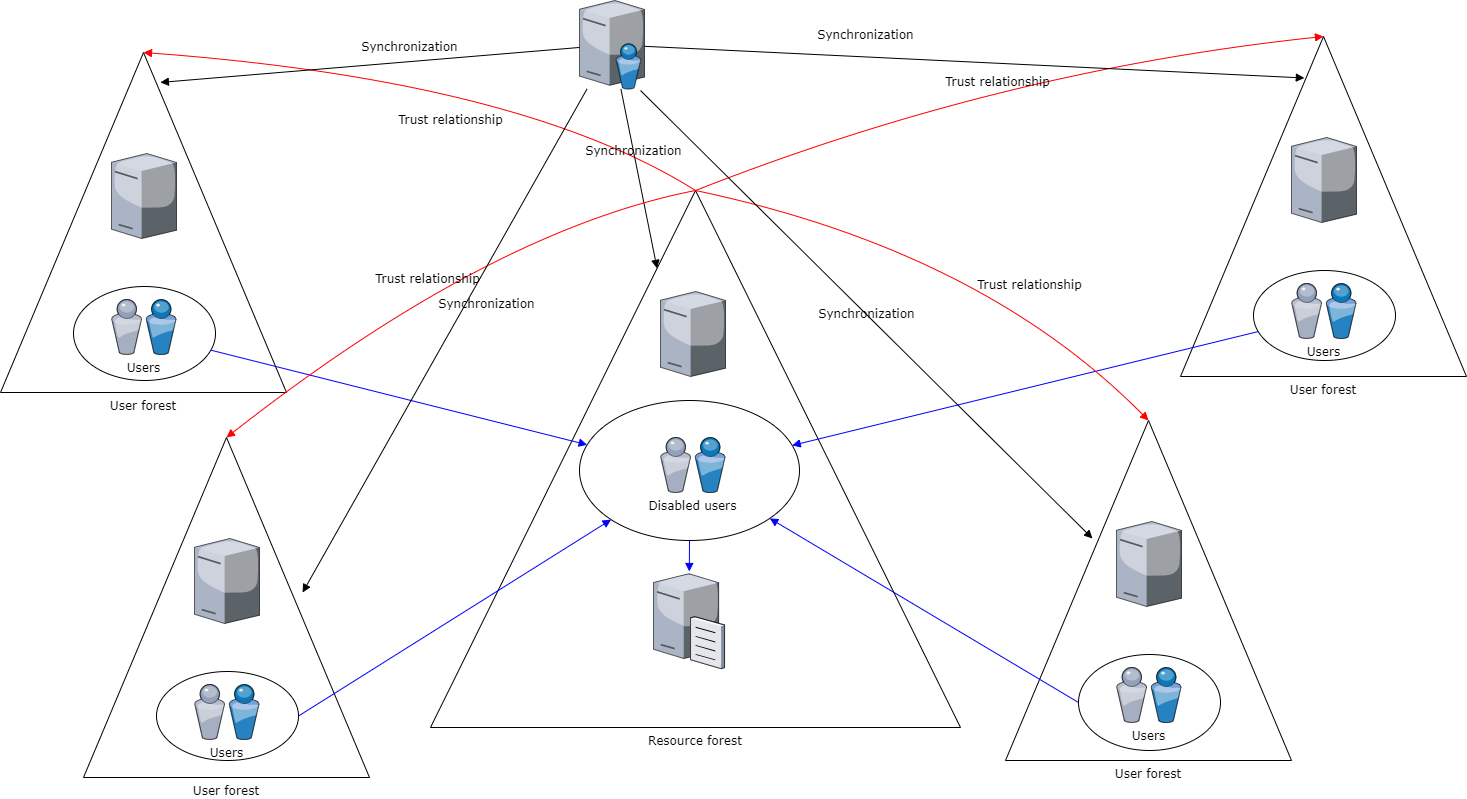 Synchronization
Synchronization
Trust relationship
Trust relationship
Synchronization
Trust relationship
Trust relationship
Synchronization
Synchronization
Users
User forest
Users
User forest
Disabled users
Resource forest
Users
User forest
Users
User forest